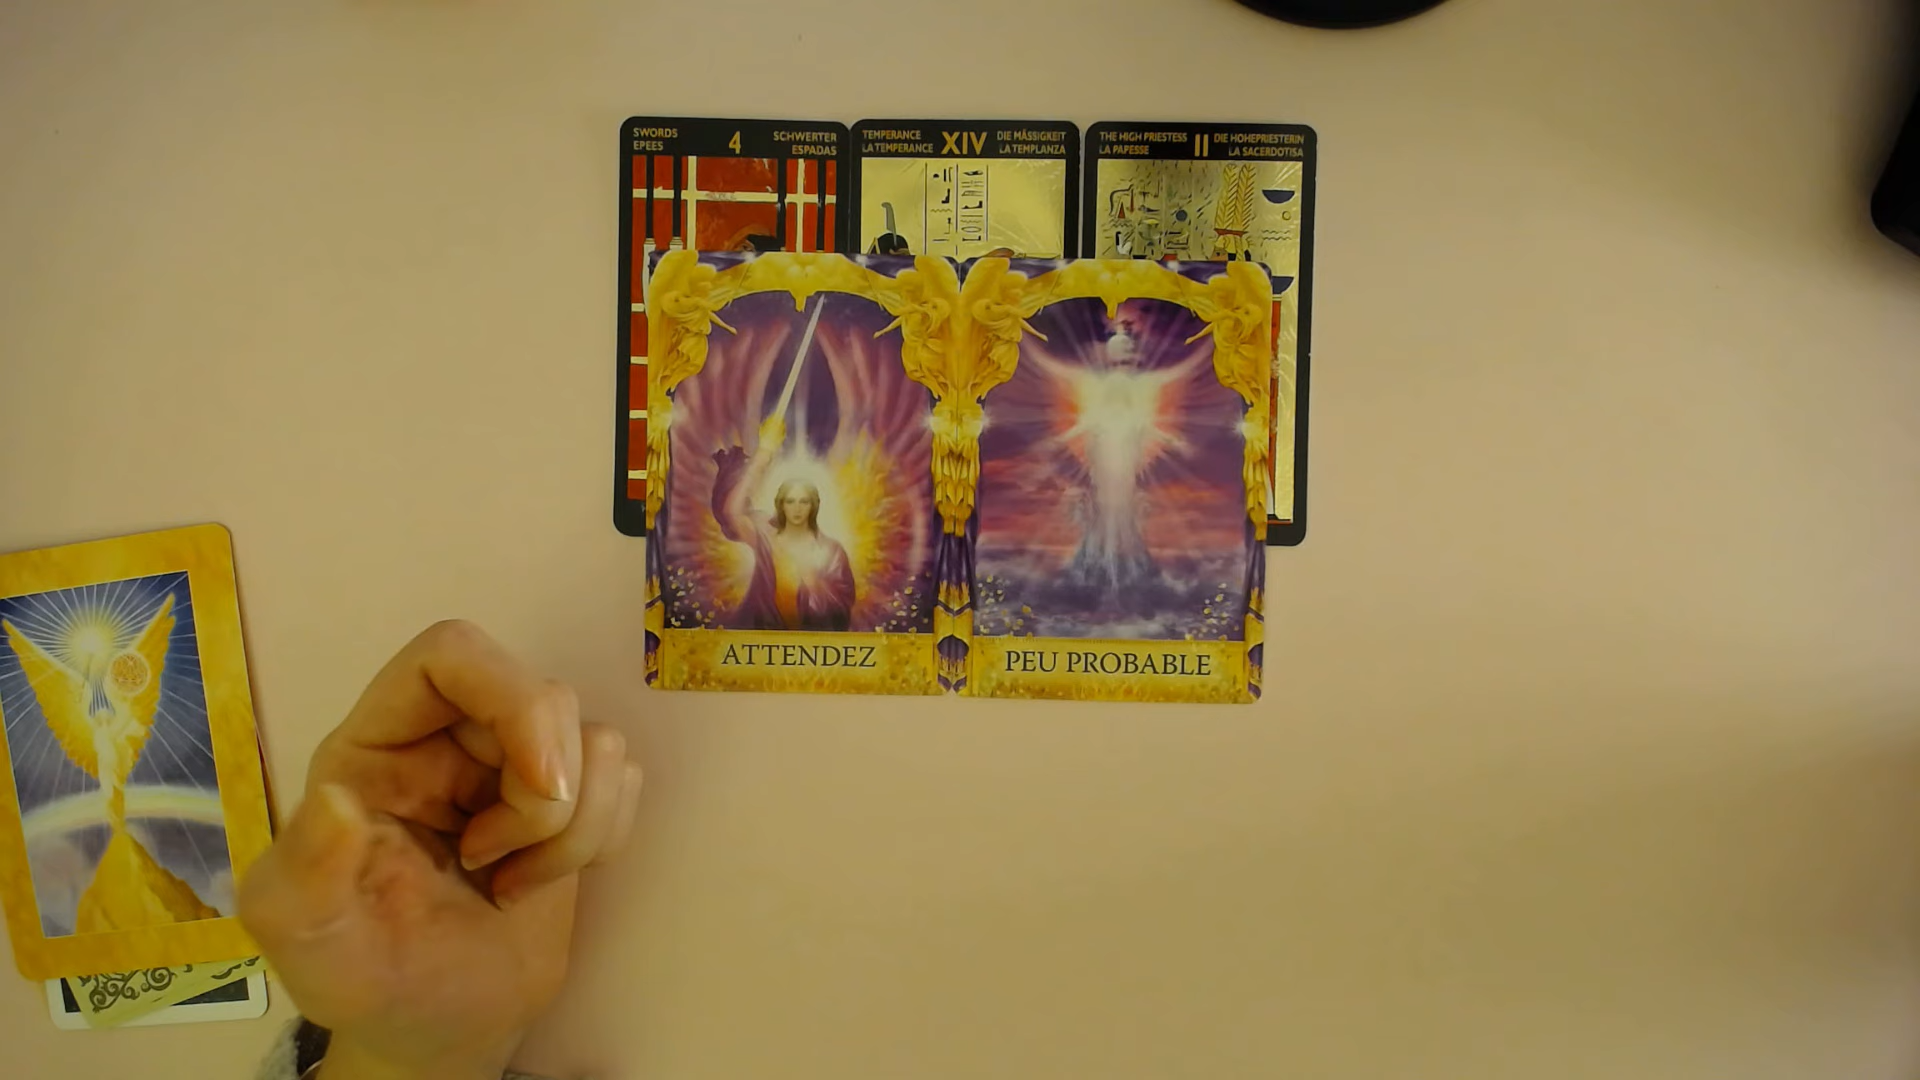 SWORDS 4 SCHWERTER
EPEES ESPADAS
TEMPERANCE XIV DIE MÄSSIGKEIT
LA TEMPERANCE LA TEMPLANZA
THE HIGH PRIESTESS II DIE HOHEPRIESTERIN
LA PAPESSE LA SACERDOTISA
ATTENDEZ
PEU PROBABLE